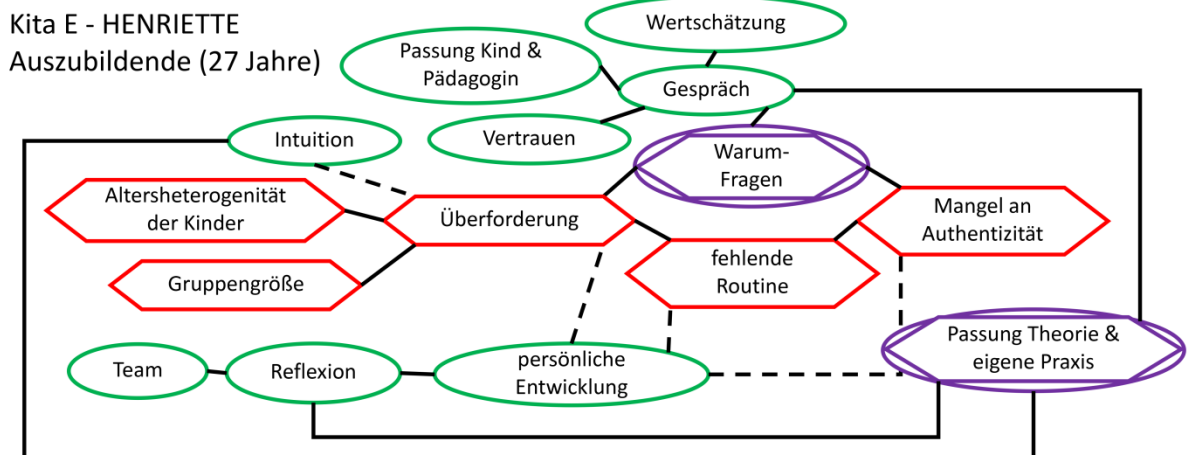 Kita E - HENRIETTE
Auszubildende (27 Jahre)
Wertschätzung
Passung Kind &
Pädagogin
Gespräch
Intuition
Vertrauen
Warum-
Fragen
Altersheterogenität
der Kinder
Überforderung
Mangel an
Authentizität
Gruppengröße
fehlende
Routine
Passung Theorie &
eigene Praxis
Team
Reflexion
persönliche
Entwicklung